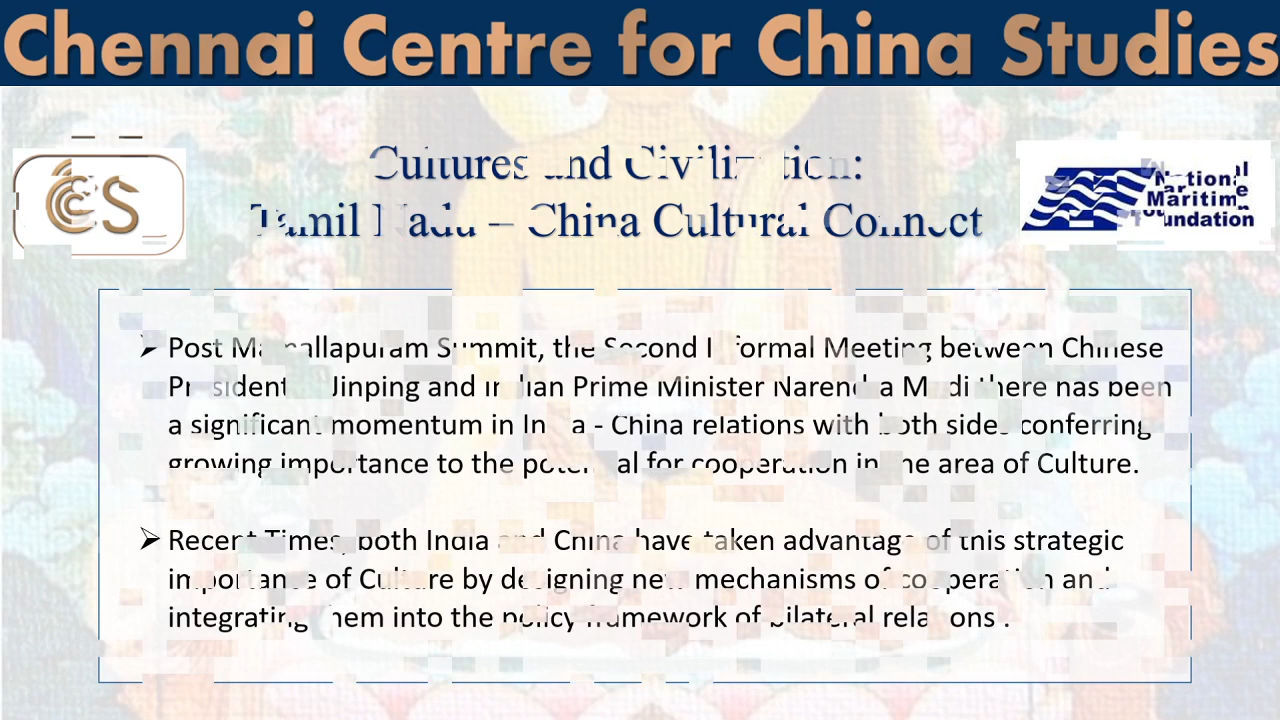 Chennai Centre for China Studies
Cultures and Civilization:
Tamil Nadu – China Cultural Connect
National
Maritime
Foundation
➢ Post Mamallapuram Summit, the Second Informal Meeting between Chinese
President Jinping and Indian Prime Minister Narendra Modi there has been
a significant momentum in India - China relations with both sides conferring
growing importance to the potential for cooperation in the area of Culture.
➢ Recent Times, both India and China have taken advantage of this strategic
importance of Culture by designing new mechanisms of cooperation and
integrating them into the policy framework of bilateral relations .